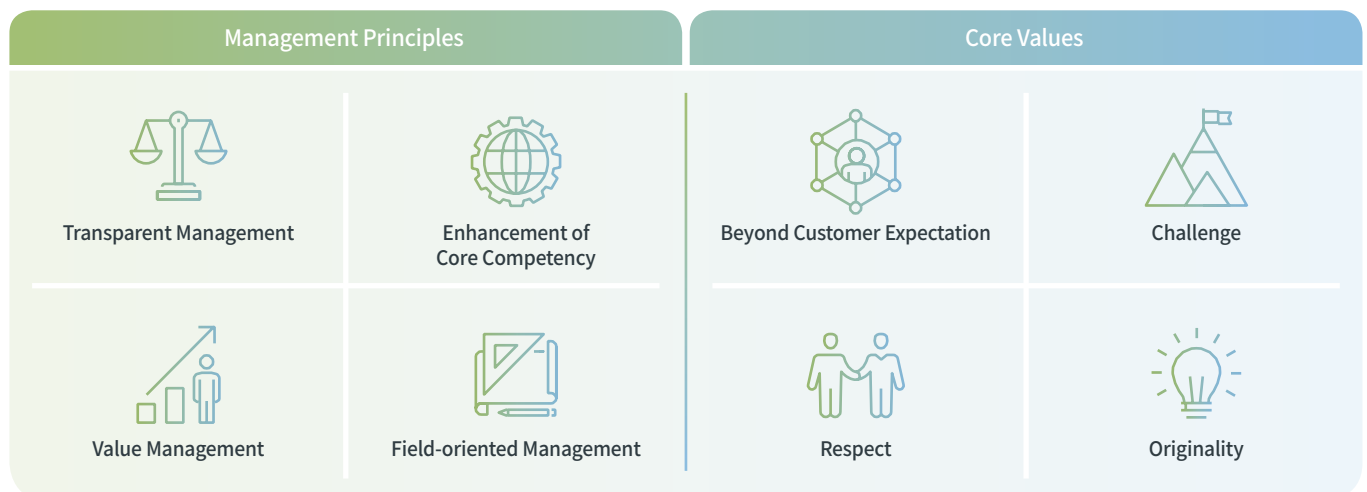 Management Principles
Core Values
Transparent Management
Enhancement of
Core Competency
Beyond Customer Expectation
Challenge
Value Management
Field-oriented Management
Respect
Originality